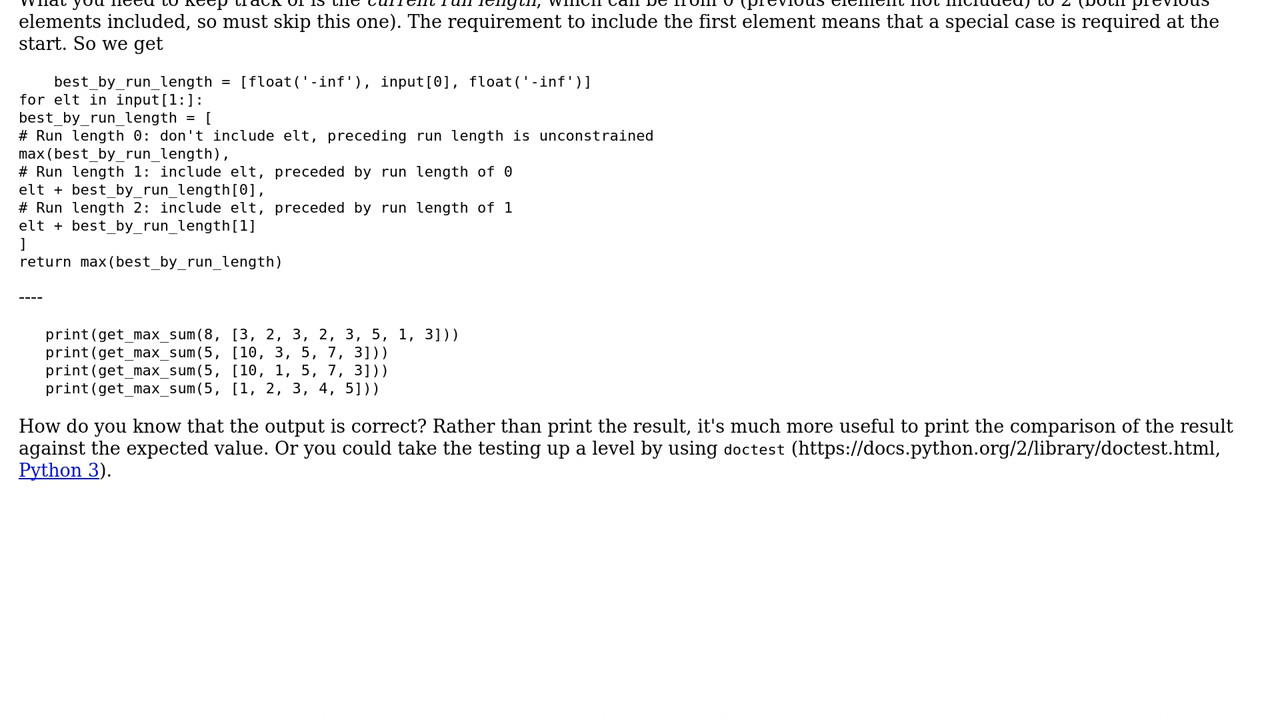 What you need to keep track of is the current run length, which can be from 0 (previous element not included) to 2 (both previous
elements included, so must skip this one). The requirement to include the first element means that a special case is required at the
start. So we get
best_by_run_length = [float('-inf'), input[0], float('-inf')]
for elt in input[1:]:
best_by_run_length = [
# Run length 0: don't include elt, preceding run length is unconstrained
max(best_by_run_length),
# Run length 1: include elt, preceded by run length of 0
elt + best_by_run_length[0],
# Run length 2: include elt, preceded by run length of 1
elt + best_by_run_length[1]
]
return max(best_by_run_length)
----
print(get_max_sum(8, [3, 2, 3, 2, 3, 5, 1, 3]))
print(get_max_sum(5, [10, 3, 5, 7, 3]))
print(get_max_sum(5, [10, 1, 5, 7, 3]))
print(get_max_sum(5, [1, 2, 3, 4, 5]))
How do you know that the output is correct? Rather than print the result, it's much more useful to print the comparison of the result
against the expected value. Or you could take the testing up a level by using doctest (https://docs.python.org/2/library/doctest.html,
Python 3).